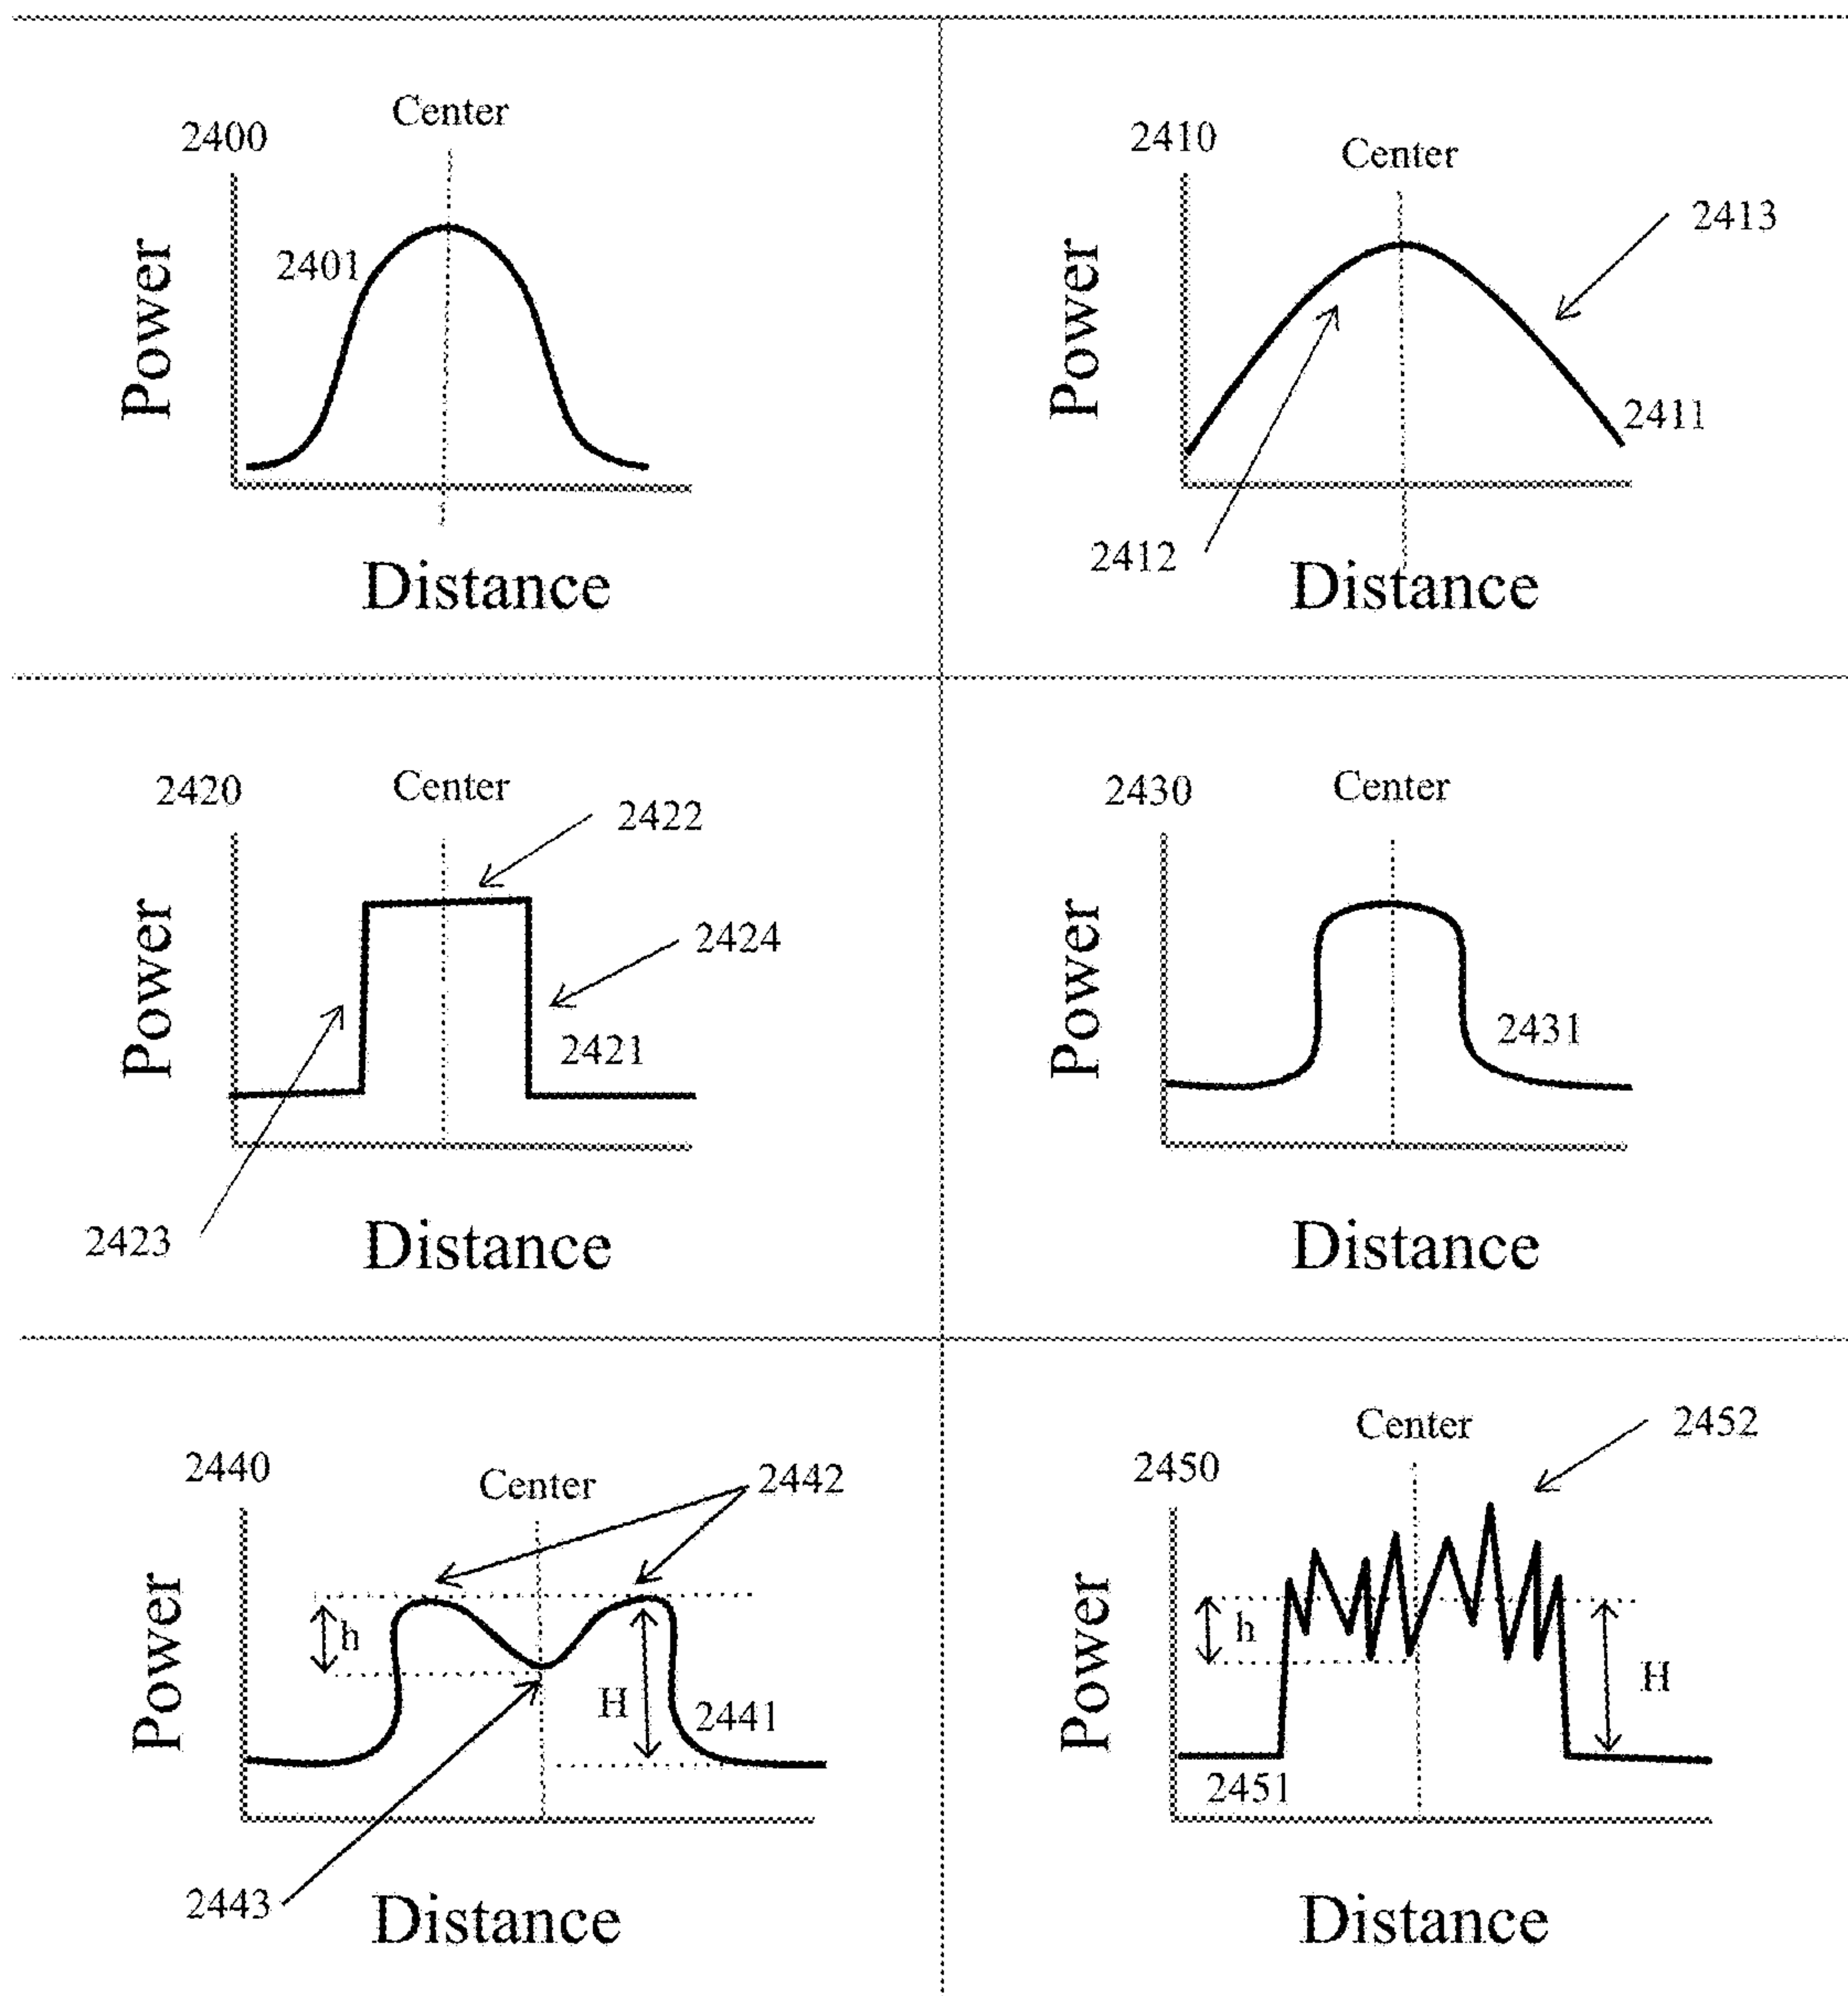 2400
Center
2401
Power
Distance
2410
Center
2413
Power
2411
2412
Distance
2420
Center
2422
2424
Power
2421
2423
Distance
2430
Center
Power
2431
Distance
2440
Center
2442
Power
h
H
2441
2443
Distance
2450
Center
2452
Power
h
H
2451
Distance